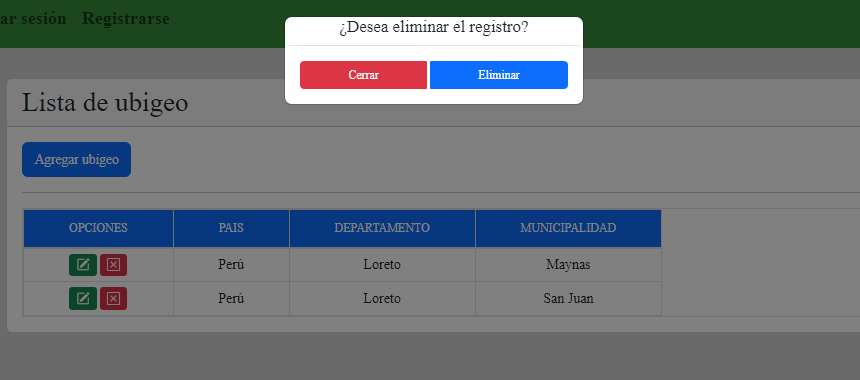 ar sesión Registrarse
¿Desea eliminar el registro?
Cerrar Eliminar
Lista de ubigeo
Agregar ubigeo
OPCIONES PAIS DEPARTAMENTO MUNICIPALIDAD
Perú Loreto Maynas
Perú Loreto San Juan